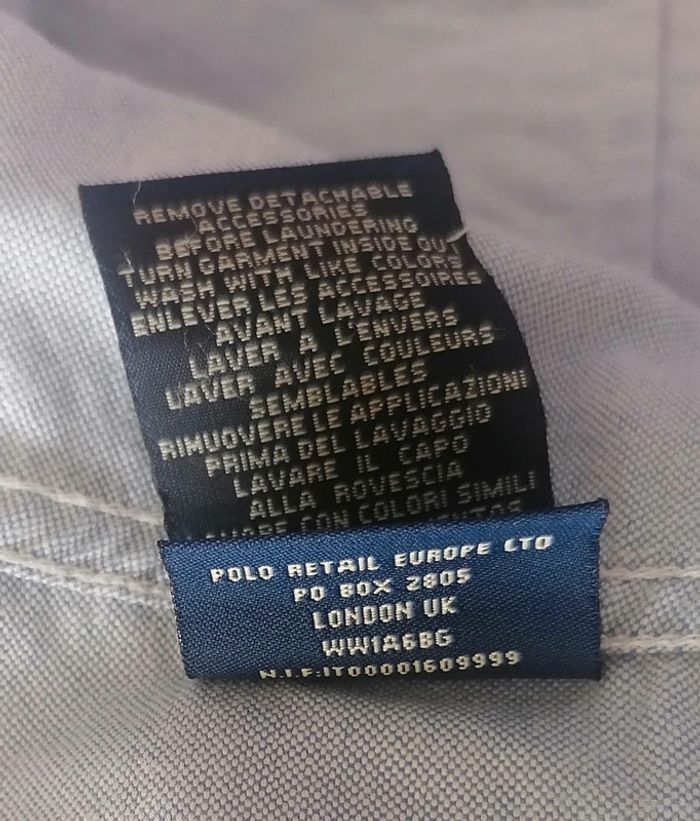 REMOVE DETACHABLE
ACCESSORIES
BEFORE LAUNDERING
TURN GARMENT INSIDE OUT
WASH WITH LIKE COLORS
ENLEVER LES ACCESSOIRES
AVANT LAVAGE
LAVER A L'ENVERS
LAVER AVEC COULEURS
SEMBLABLES
RIMUOVERE LE APPLICAZIONI
PRIMA DEL LAVAGGIO
LAVARE IL CAPO
ALLA ROVESCIA
CON COLORI SIMILI
POLO RETAIL EUROPE LTD
PO BOX 2805
LONDON UK
WW1A6BG
N.I.F:IT00001609999